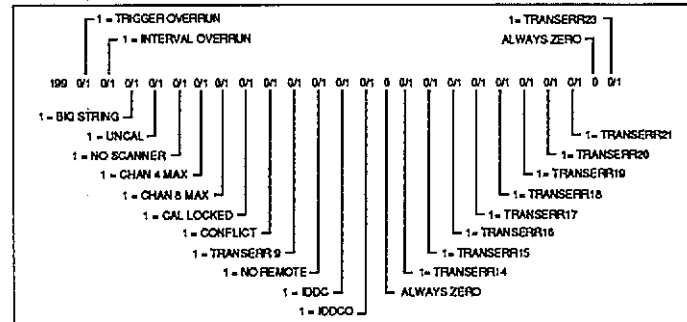 1 = TRIGGER OVERRUN
1= TRANSERR23
1 = INTERVAL OVERRUN
ALWAYS ZERO
199 0/1 0/1 0/1 0/1 0/1 0/1 0/1 0/1 0/1 0/1 0/1 0/1 0/1 0 0/1 0/1 0/1 0/1 0/1 0/1 0/1 0/1 0 0/1
1 = BIG STRING
1 = UNCAL
1= TRANSERR21
1 = NO SCANNER
1= TRANSERR20
1 = CHAN 4 MAX
1= TRANSERR19
1 = CHAN 8 MAX
1= TRANSERR18
1 = CAL LOCKED
1= TRANSERR17
1 = CONFLICT
1= TRANSERR16
1 = TRANSERR 9
1= TRANSERR15
1 = NO REMOTE
1= TRANSERR14
1 = IDDC
ALWAYS ZERO
1 = IDDCO